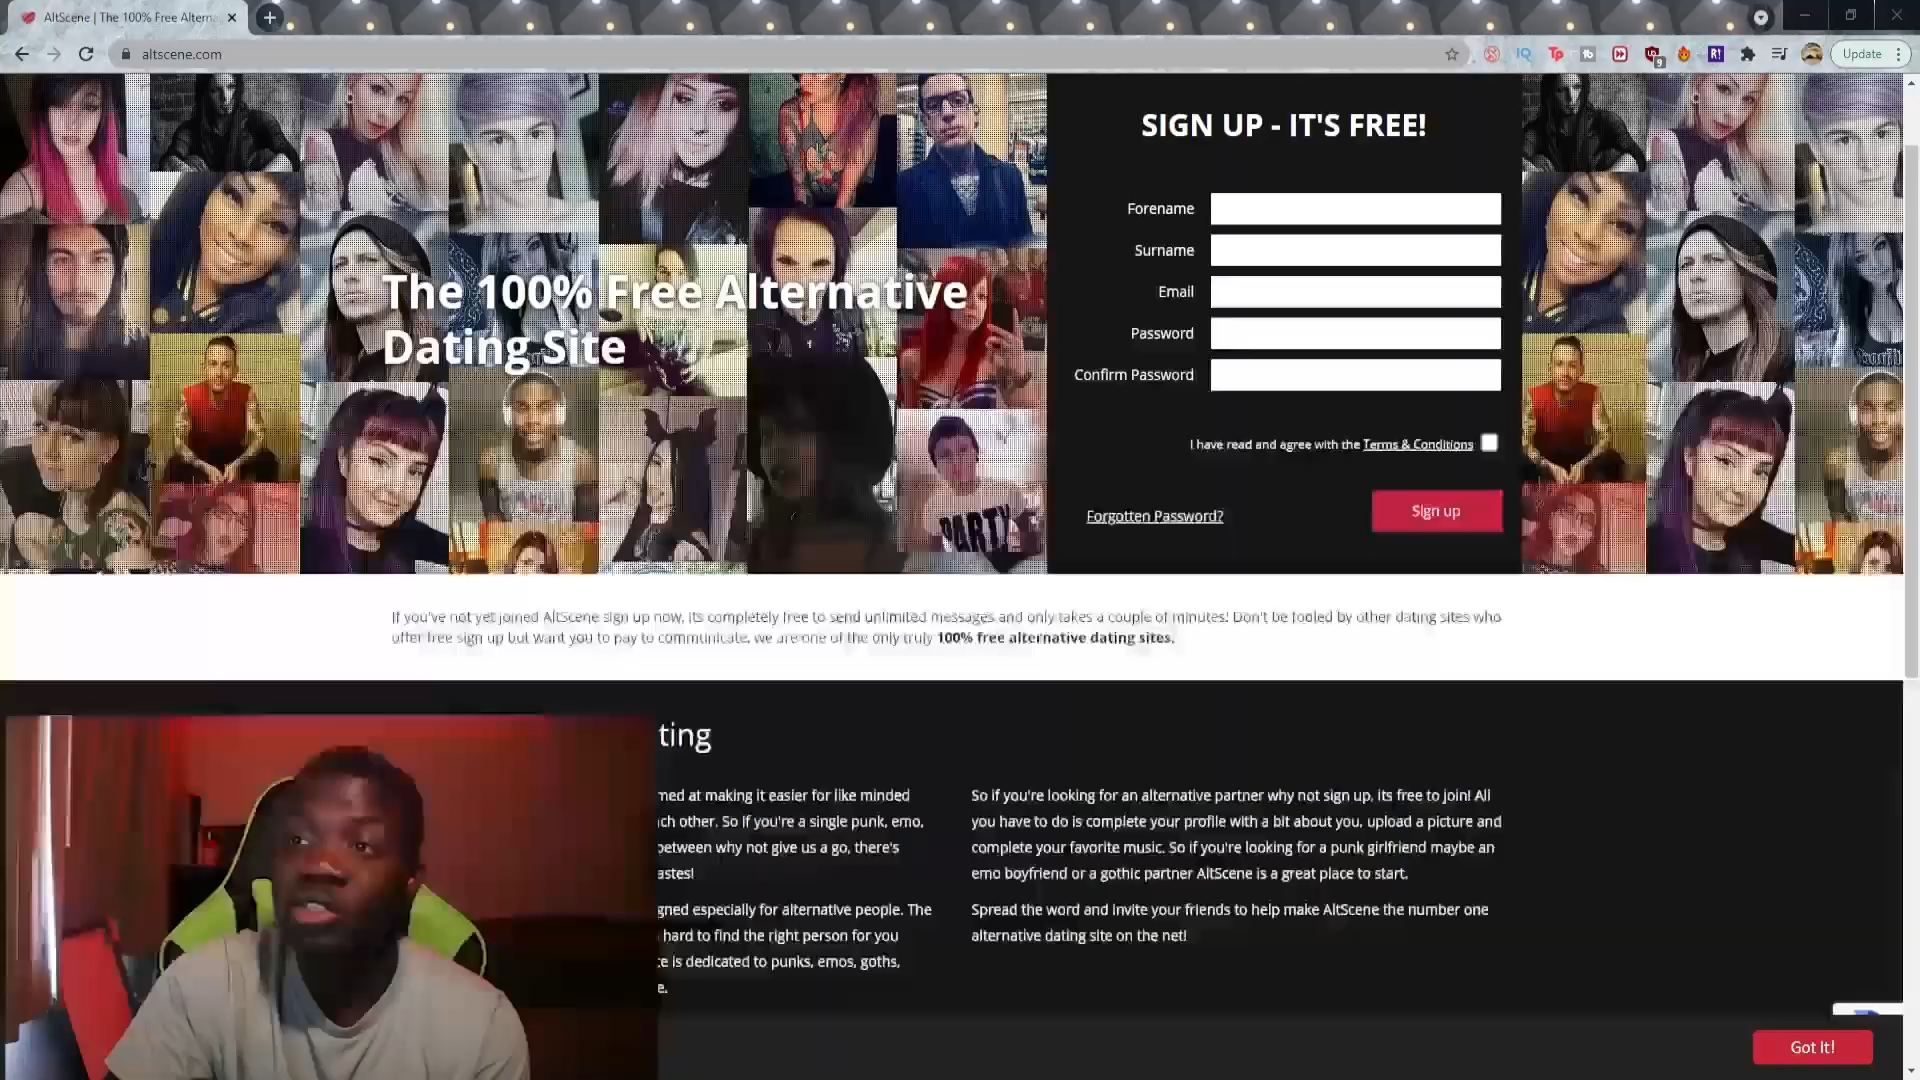 AltScene | The 100% Free Alterna
altscene.com
Update
SIGN UP - IT'S FREE!
Forename
Surname
Email
Password
Confirm Password
I have read and agree with the Terms & Conditions
Forgotten Password?
Sign up
The 100% Free Alternative
Dating Site
PARTY
If you've not yet joined AltScene sign up now, its completely free to send unlimited messages and only takes a couple of minutes! Don't be fooled by other dating sites who
offer free sign up but want you to pay to communicate, we are one of the only truly 100% free alternative dating sites.
ting
med at making it easier for like minded
ch other. So if you're a single punk, emo,
between why not give us a go, there's
astes!
gned especially for alternative people. The
hard to find the right person for you
e is dedicated to punks, emos, goths,
e.
So if you're looking for an alternative partner why not sign up, its free to join! All
you have to do is complete your profile with a bit about you, upload a picture and
complete your favorite music. So if you're looking for a punk girlfriend maybe an
emo boyfriend or a gothic partner AltScene is a great place to start.
Spread the word and invite your friends to help make AltScene the number one
alternative dating site on the net!
Got it!